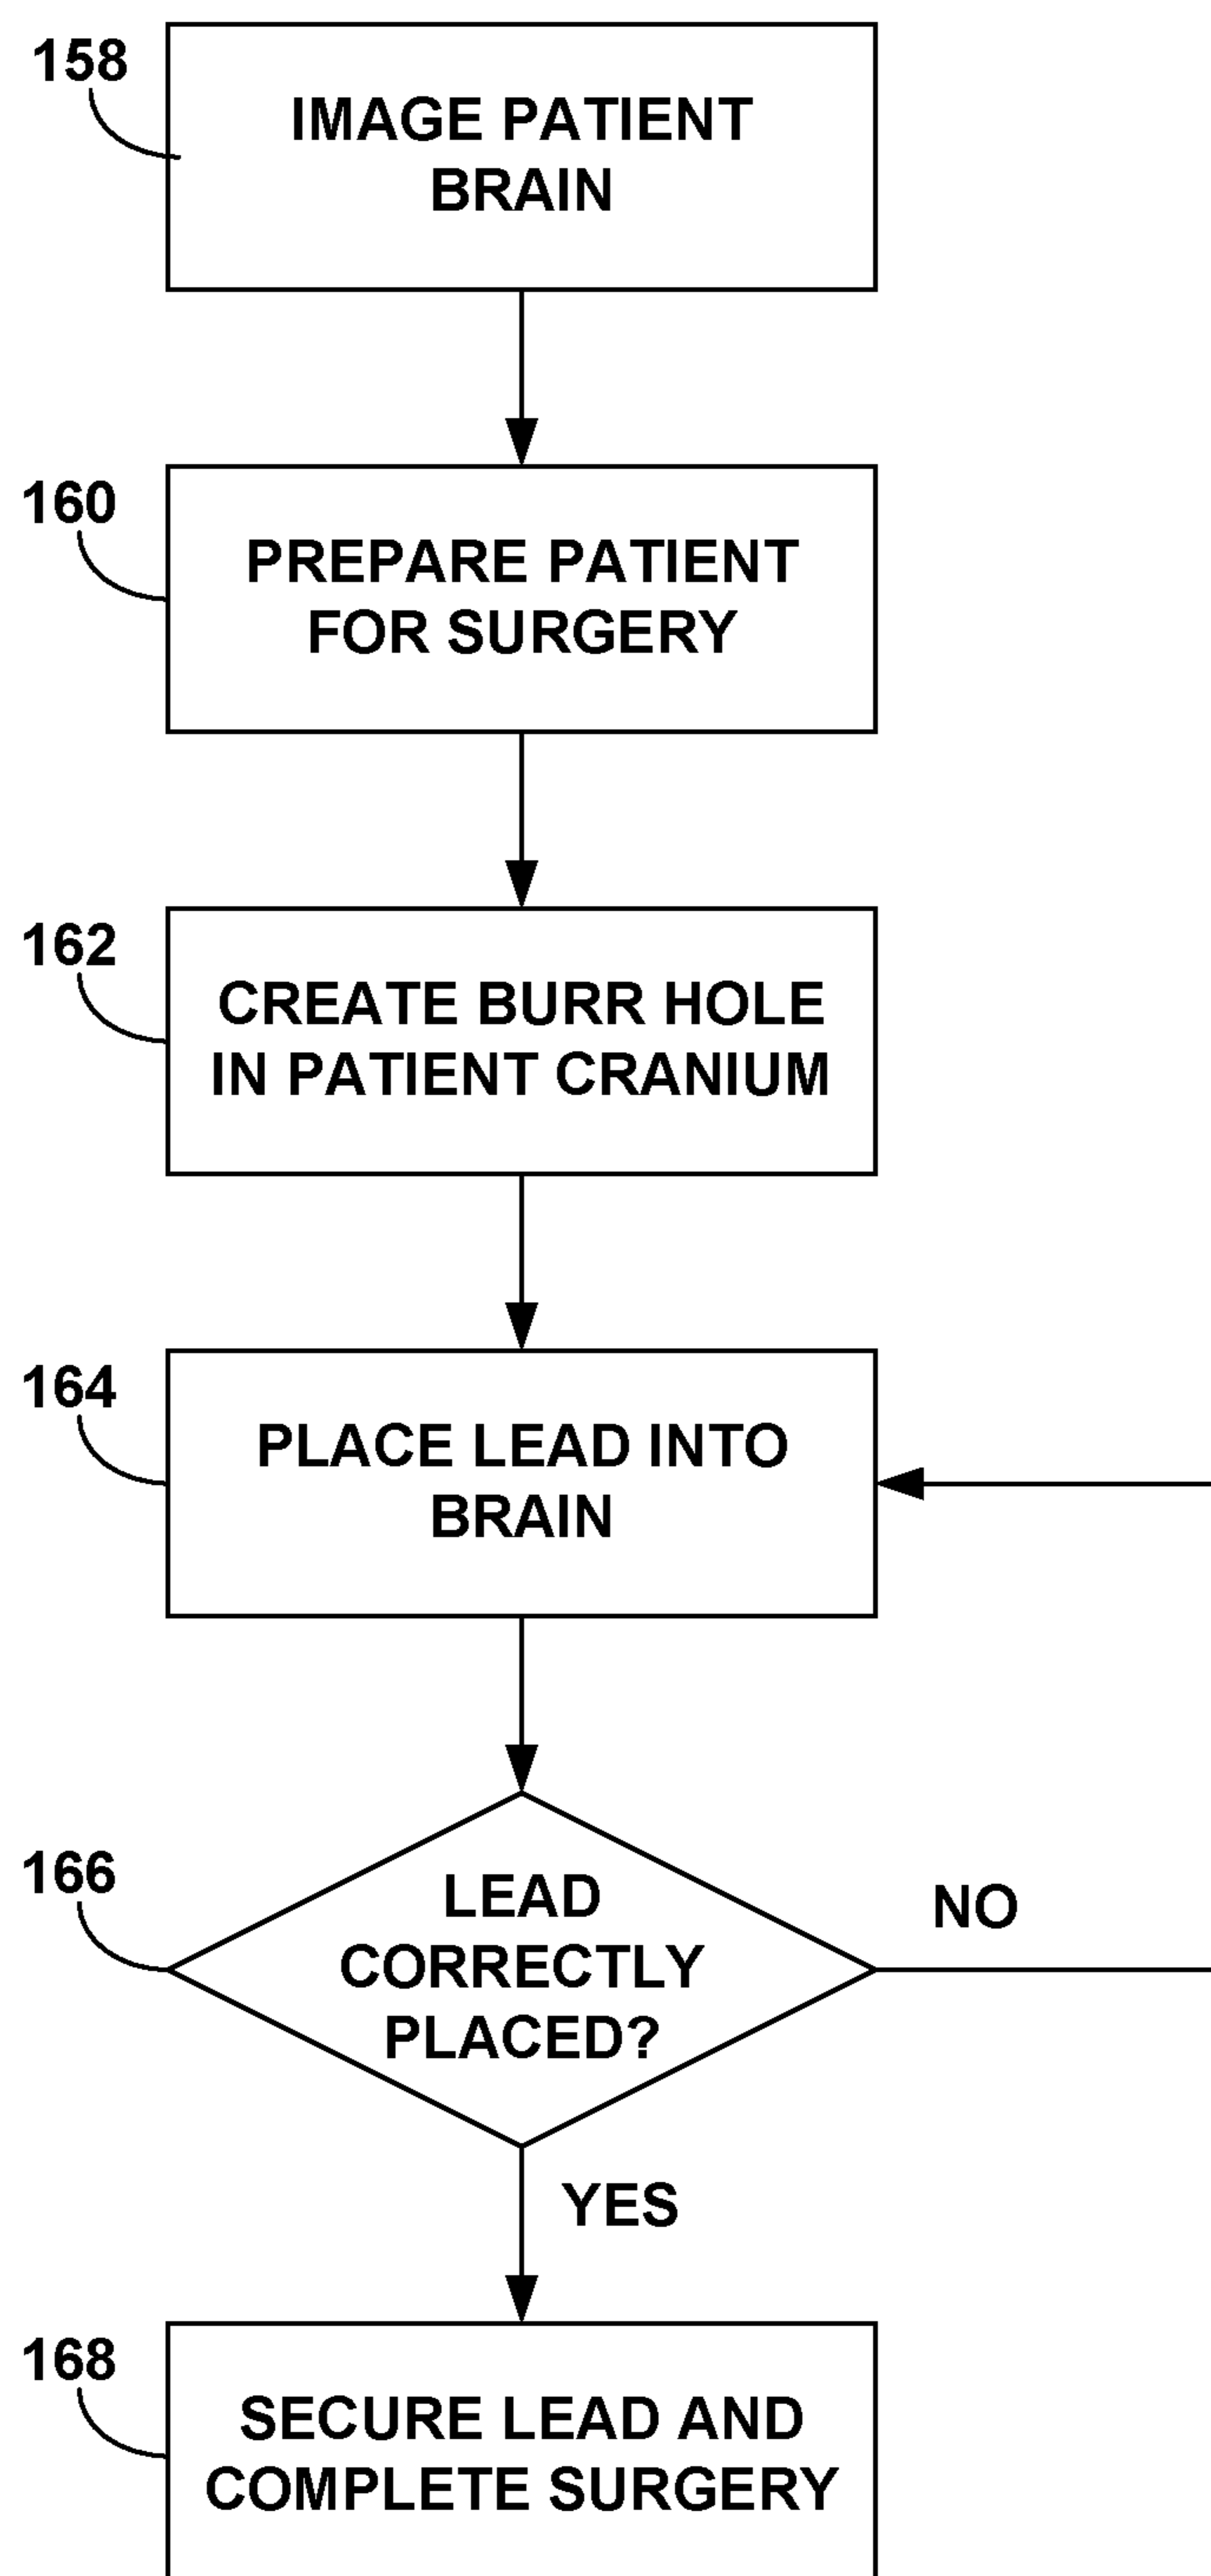 158
IMAGE PATIENT
BRAIN
160
PREPARE PATIENT
FOR SURGERY
162
CREATE BURR HOLE
IN PATIENT CRANIUM
164
PLACE LEAD INTO
BRAIN
166
LEAD
CORRECTLY
PLACED?
NO
YES
168
SECURE LEAD AND
COMPLETE SURGERY